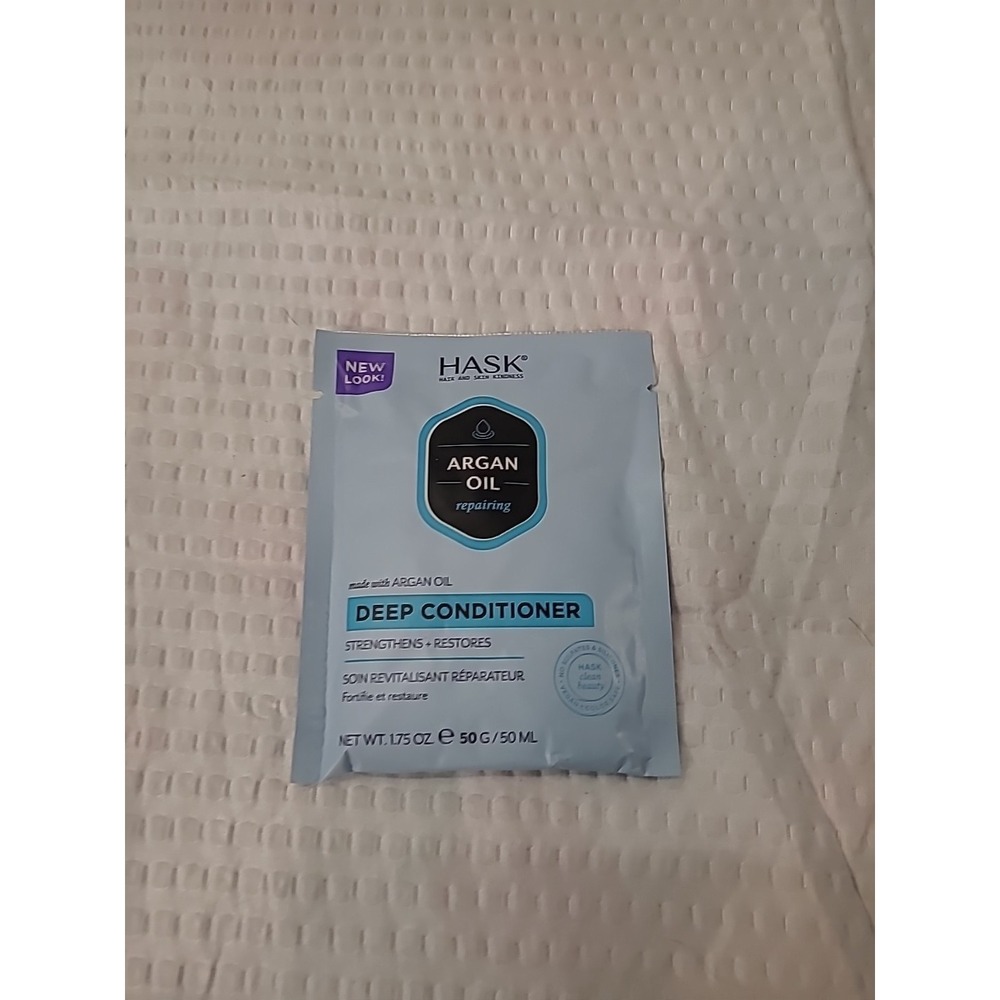 NEW
LOOK!
HASK®
HAIR AND SKIN KINDNESS
ARGAN
OIL
repairing
made with ARGAN OIL
DEEP CONDITIONER
STRENGTHENS + RESTORES
SOIN REVITALISANT RÉPARATEUR
Fortifie et restaure
NET WT. 1.75 OZ. ℮ 50 G / 50 ML
HASK
clean
beauty